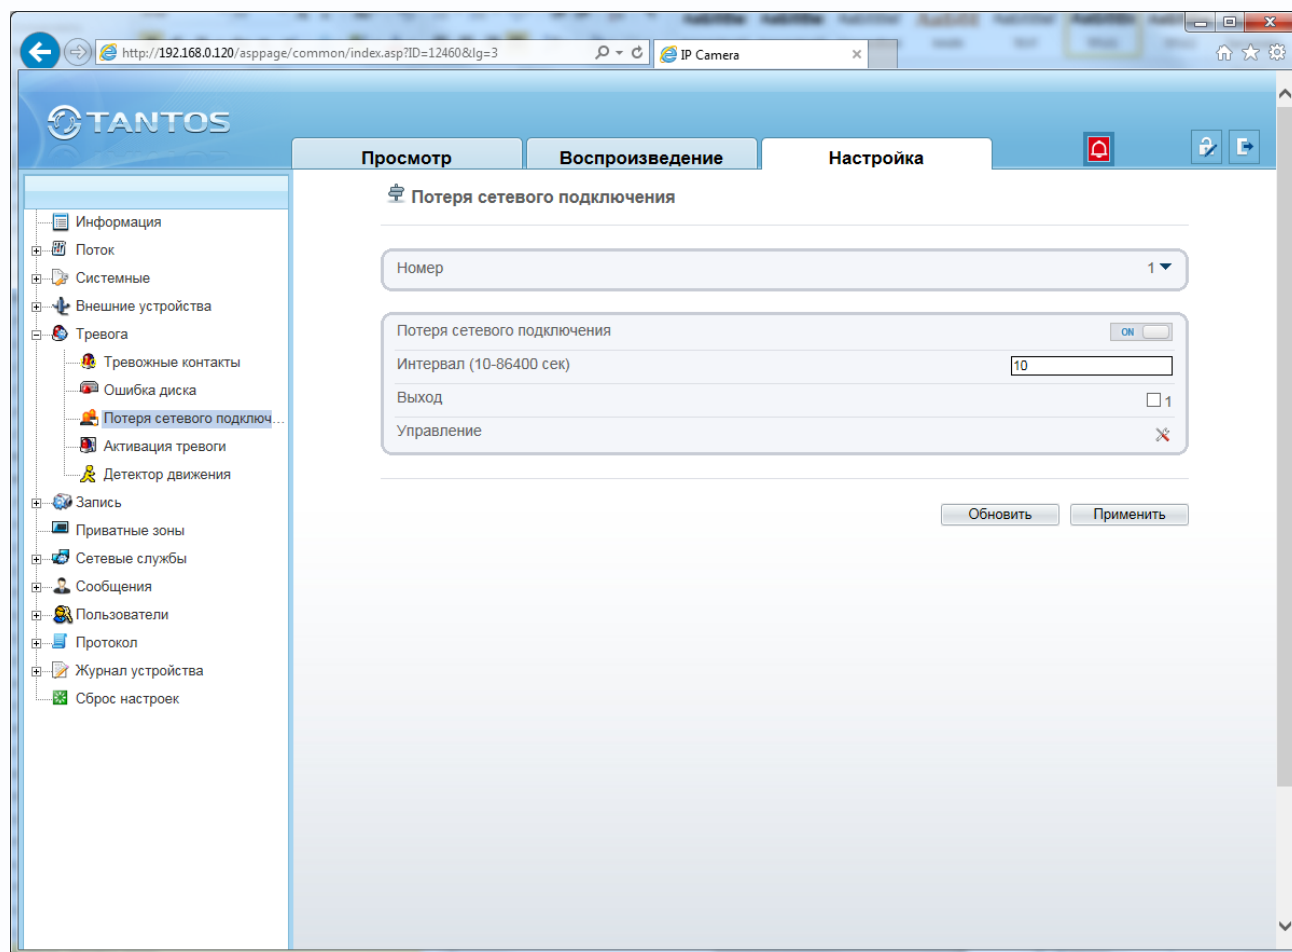 http://192.168.0.120/asppage/common/index.asp?ID=12460&lg=3
IP Camera
TANTOS
Просмотр
Воспроизведение
Настройка
Информация
Поток
Системные
Внешние устройства
Тревога
Тревожные контакты
Ошибка диска
Потеря сетевого подключ...
Активация тревоги
Детектор движения
Запись
Приватные зоны
Сетевые службы
Сообщения
Пользователи
Протокол
Журнал устройства
Сброс настроек
Потеря сетевого подключения
Номер 1
Потеря сетевого подключения ON
Интервал (10-86400 сек) 10
Выход 1
Управление
Обновить Применить